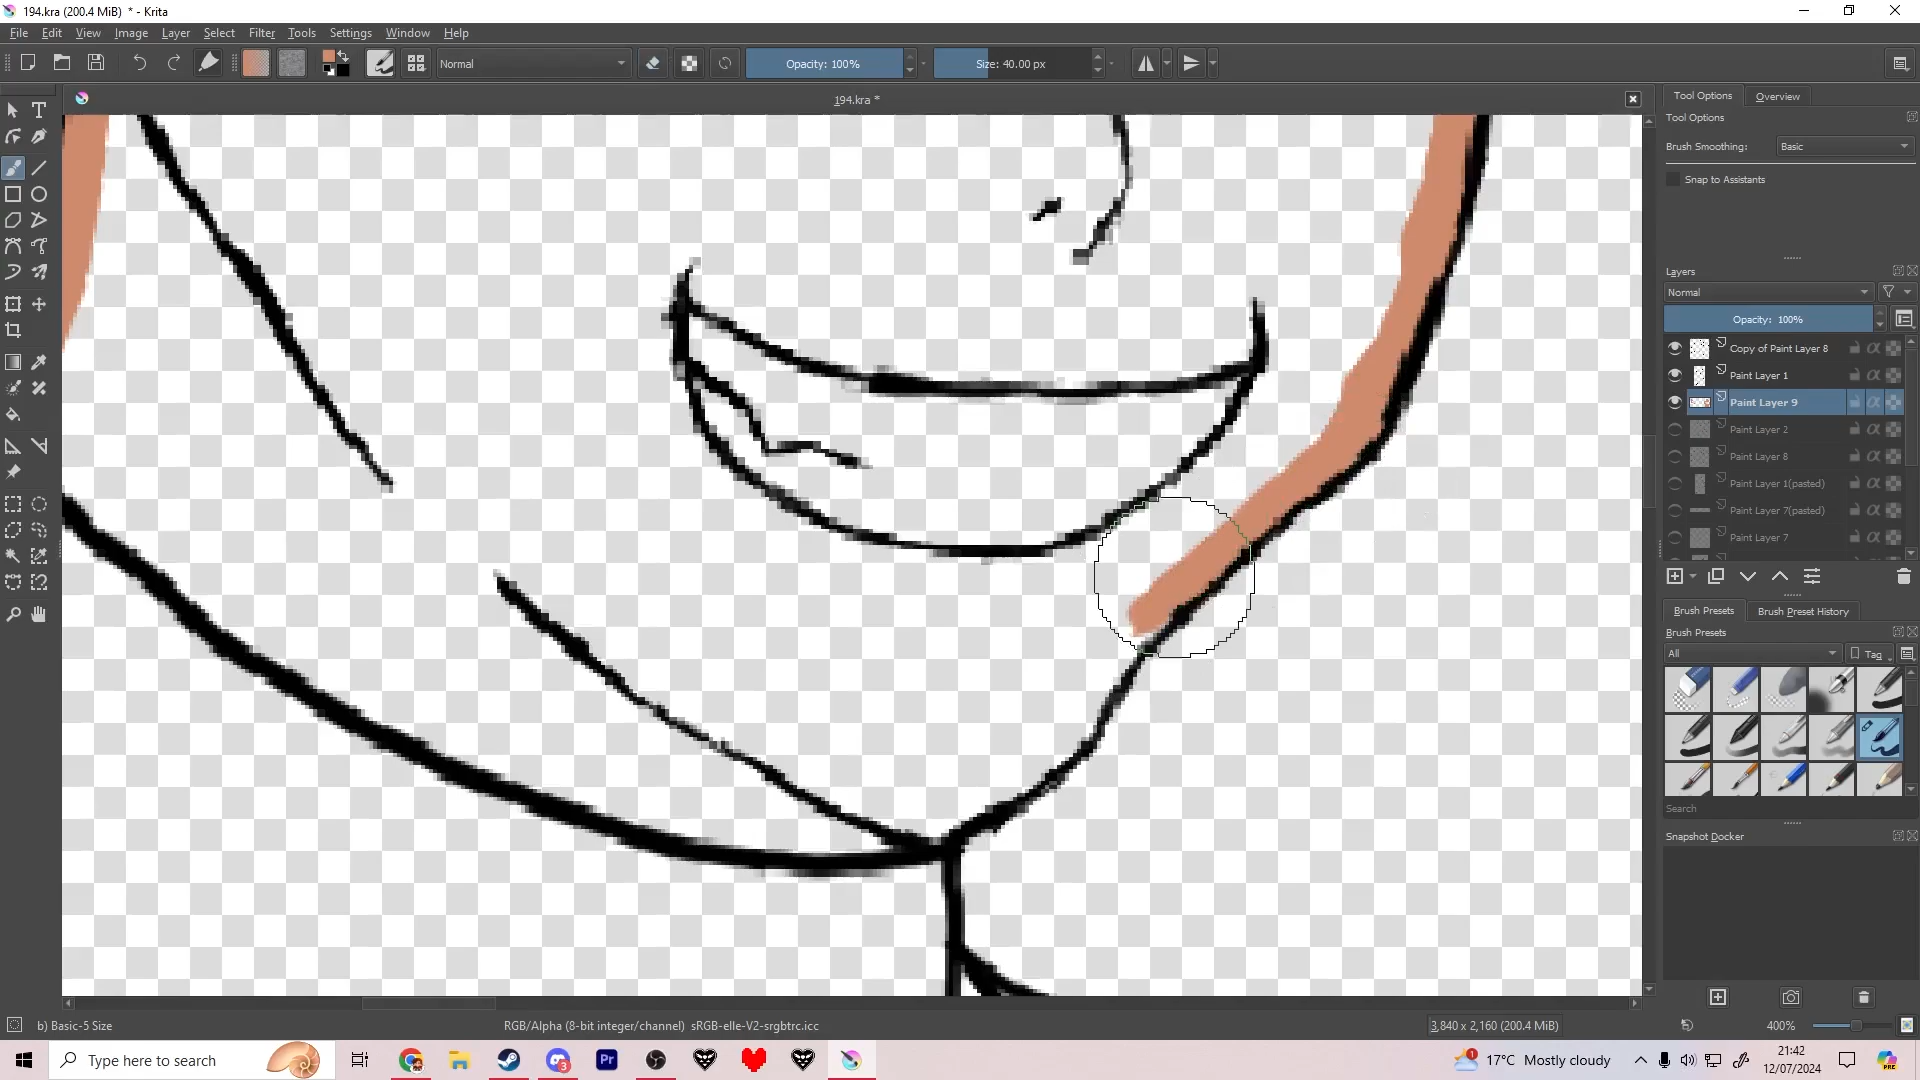 194.kra (200.4 MiB)  * - Krita
File Edit View Image Layer Select Filter Tools Settings Window Help
Normal
Opacity: 100%
Size: 40.00 px
194.kra *
Tool Options Overview
Tool Options
Brush Smoothing: Basic
Snap to Assistants
Layers
Normal
Opacity:  100%
Copy of Paint Layer 8
Paint Layer 1
Paint Layer 9
Paint Layer 2
Paint Layer 8
Paint Layer 1(pasted)
Paint Layer 7(pasted)
Paint Layer 7
Brush Presets Brush Preset History
Brush Presets
All Tag
Search
Snapshot Docker
b) Basic-5 Size
RGB/Alpha (8-bit integer/channel)  sRGB-elle-V2-srgbtrc.icc
3,840 x 2,160 (200.4 MiB)
400%
Type here to search
3
Pr
1
17°C Mostly cloudy
21:42
12/07/2024
PRE